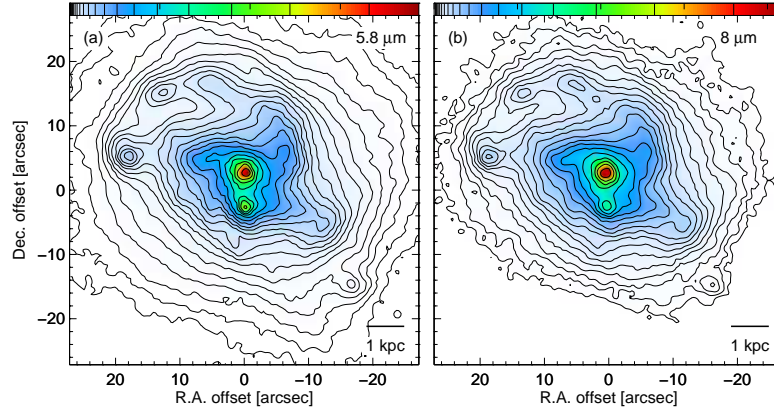 (a) 5.8 μm (b) 8 μm
20
10
0
−10
−20
Dec. offset [arcsec]
1 kpc 1 kpc
20 10 0 −10 −20 20 10 0 −10 −20
R.A. offset [arcsec] R.A. offset [arcsec]